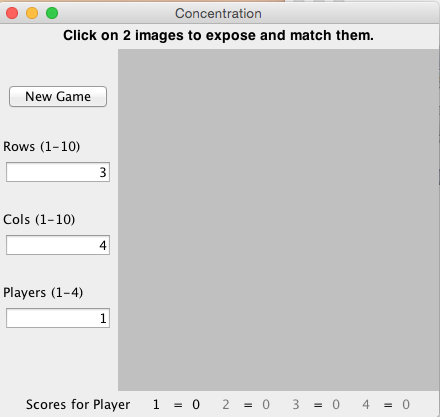 Concentration
Click on 2 images to expose and match them.
New Game
Rows (1-10)
3
Cols (1-10)
4
Players (1-4)
1
Scores for Player 1 = 0 2 = 0 3 = 0 4 = 0